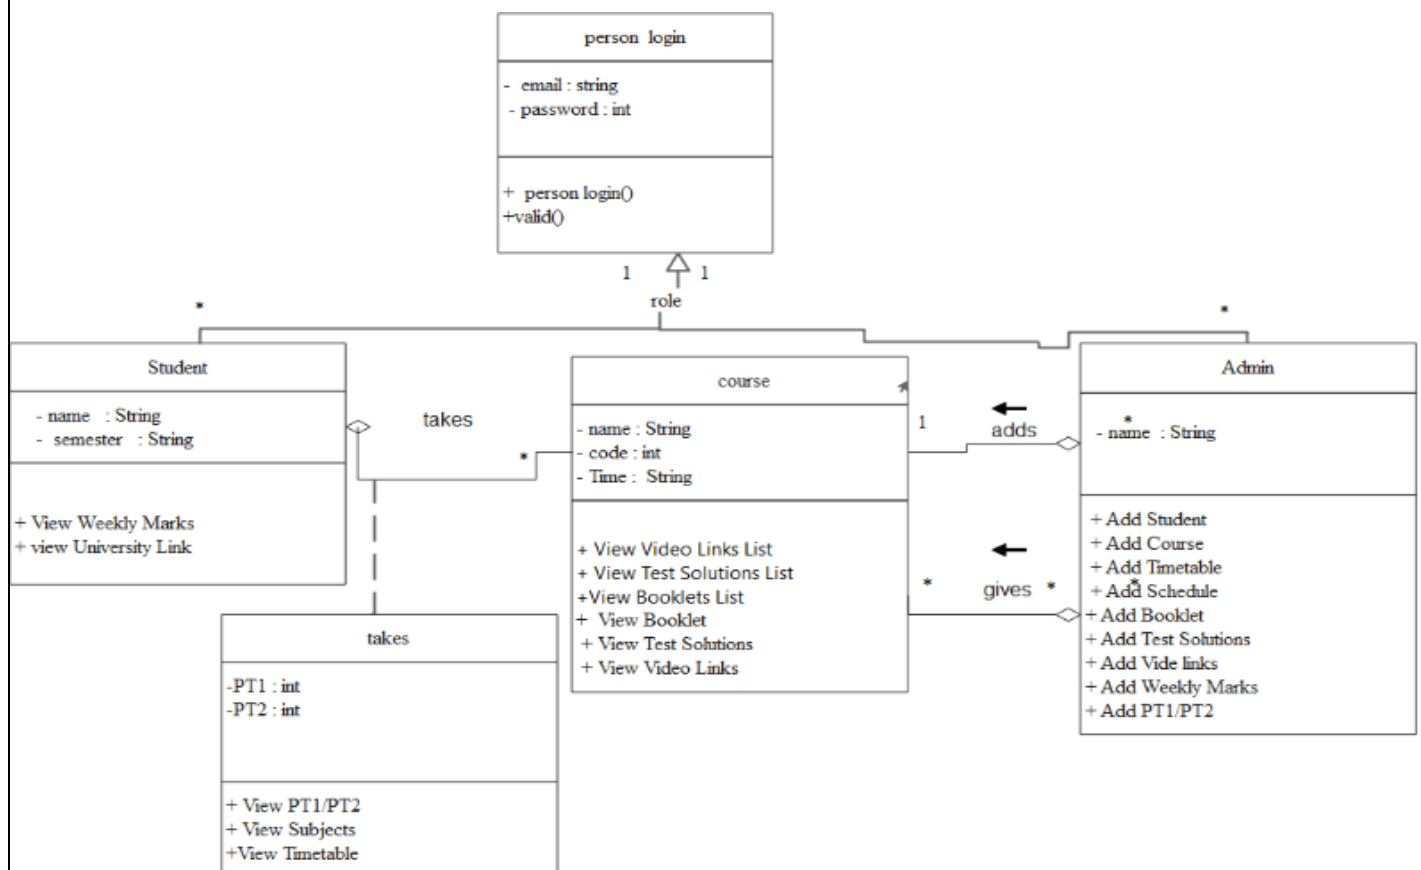 person login
- email : string
- password : int
+ person login()
+valid()
1 1
role
* *
Student
- name : String
- semester : String
+ View Weekly Marks
+ view University Link
takes
*
course
- name : String
- code : int
- Time : String
+ View Video Links List
+ View Test Solutions List
+View Booklets List
+ View Booklet
+ View Test Solutions
+ View Video Links
1
adds
*
gives
*
Admin
*
- name : String
+ Add Student
+ Add Course
+ Add Timetable
*
+ Add Schedule
+ Add Booklet
+ Add Test Solutions
+ Add Vide links
+ Add Weekly Marks
+ Add PT1/PT2
takes
-PT1 : int
-PT2 : int
+ View PT1/PT2
+ View Subjects
+View Timetable